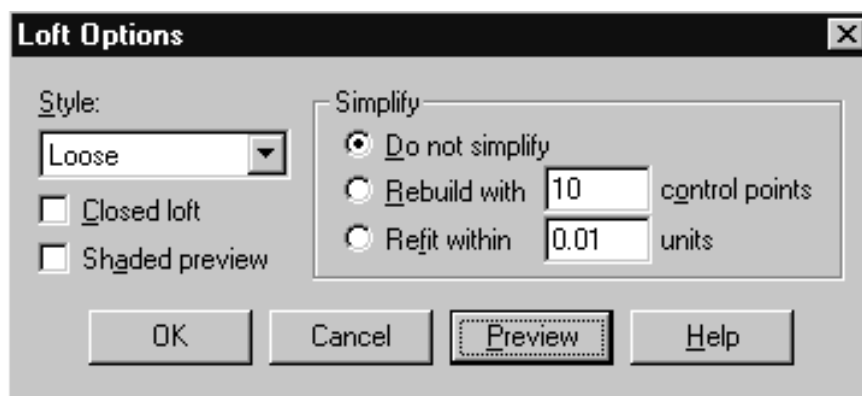 Loft Options
Style:
Loose
Closed loft
Shaded preview
Simplify
Do not simplify
Rebuild with 10 control points
Refit within 0.01 units
OK Cancel Preview Help